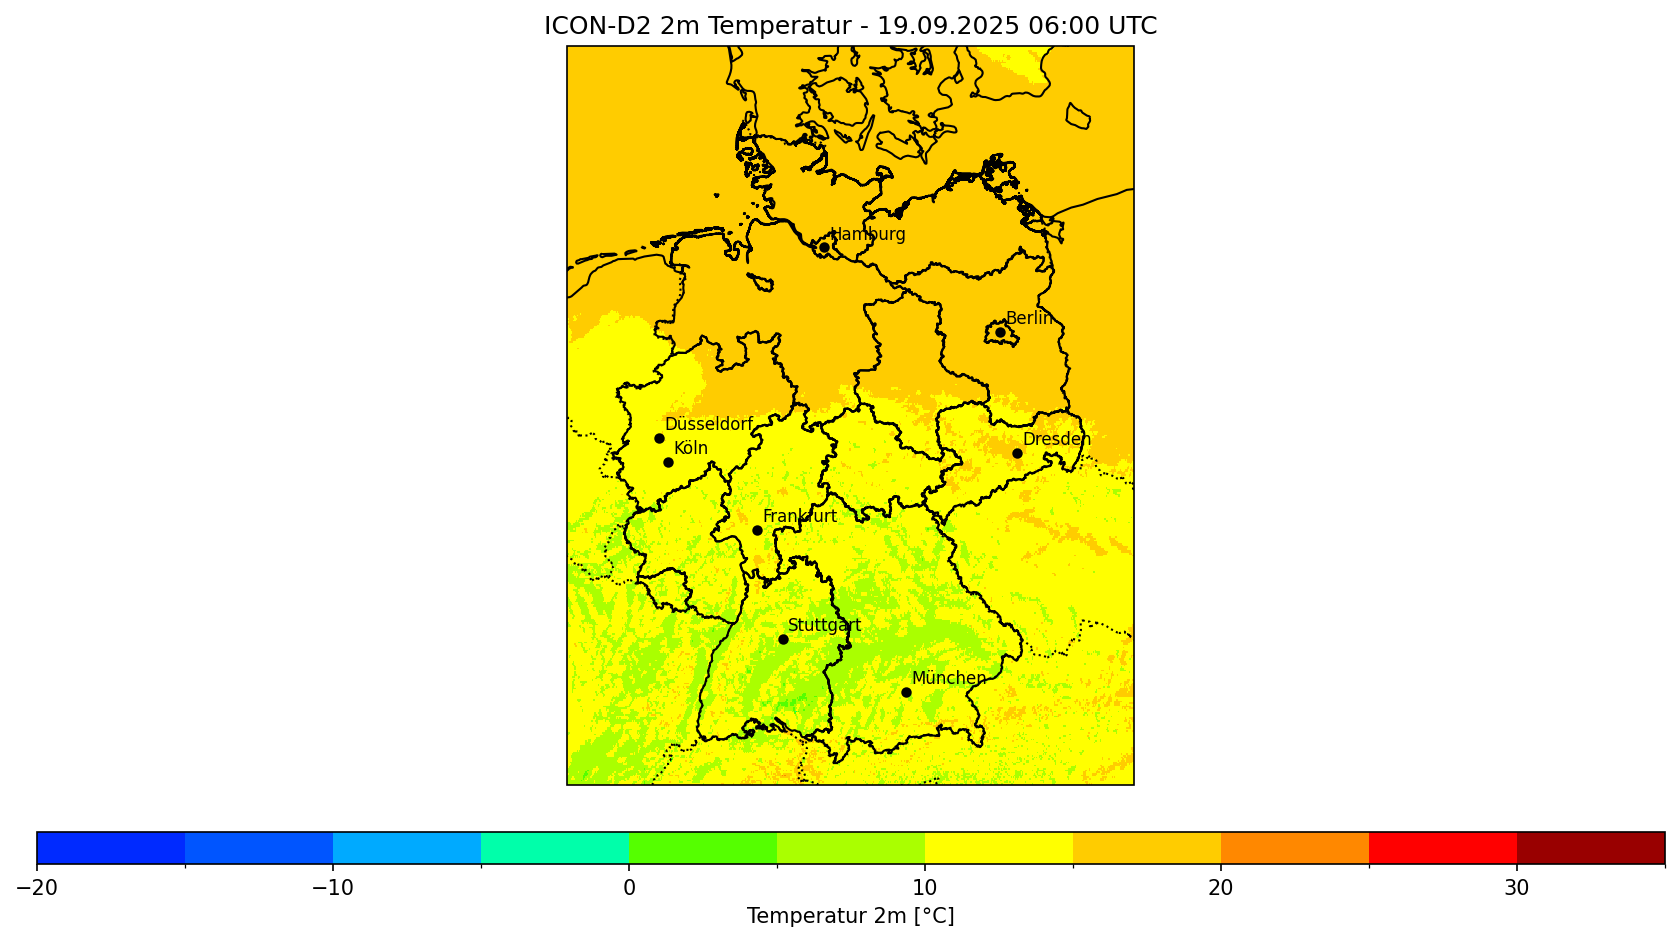 ICON-D2 2m Temperatur - 19.09.2025 06:00 UTC
Hamburg
Berlin
Düsseldorf
Köln
Dresden
Frankfurt
Stuttgart
München
−20 −10 0 10 20 30
Temperatur 2m [°C]